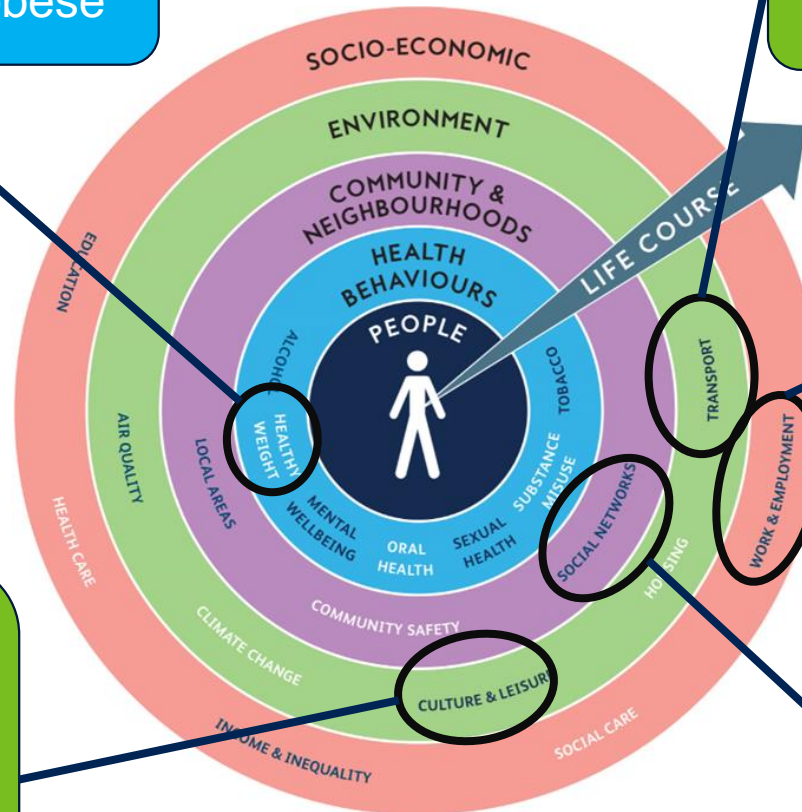 obese
SOCIO-ECONOMIC
ENVIRONMENT
COMMUNITY &
NEIGHBOURHOODS
HEALTH
BEHAVIOURS
PEOPLE
LIFE COURSE
EDUCATION
ALCOHOL
TOBACCO
TRANSPORT
AIR QUALITY
LOCAL AREAS
HEALTHY
WEIGHT
SUBSTANCE
MISUSE
WORK & EMPLOYMENT
HEALTH CARE
MENTAL
WELLBEING
ORAL
HEALTH
SEXUAL
HEALTH
SOCIAL NETWORKS
HOUSING
COMMUNITY SAFETY
CLIMATE CHANGE
CULTURE & LEISURE
INCOME & INEQUALITY
SOCIAL CARE